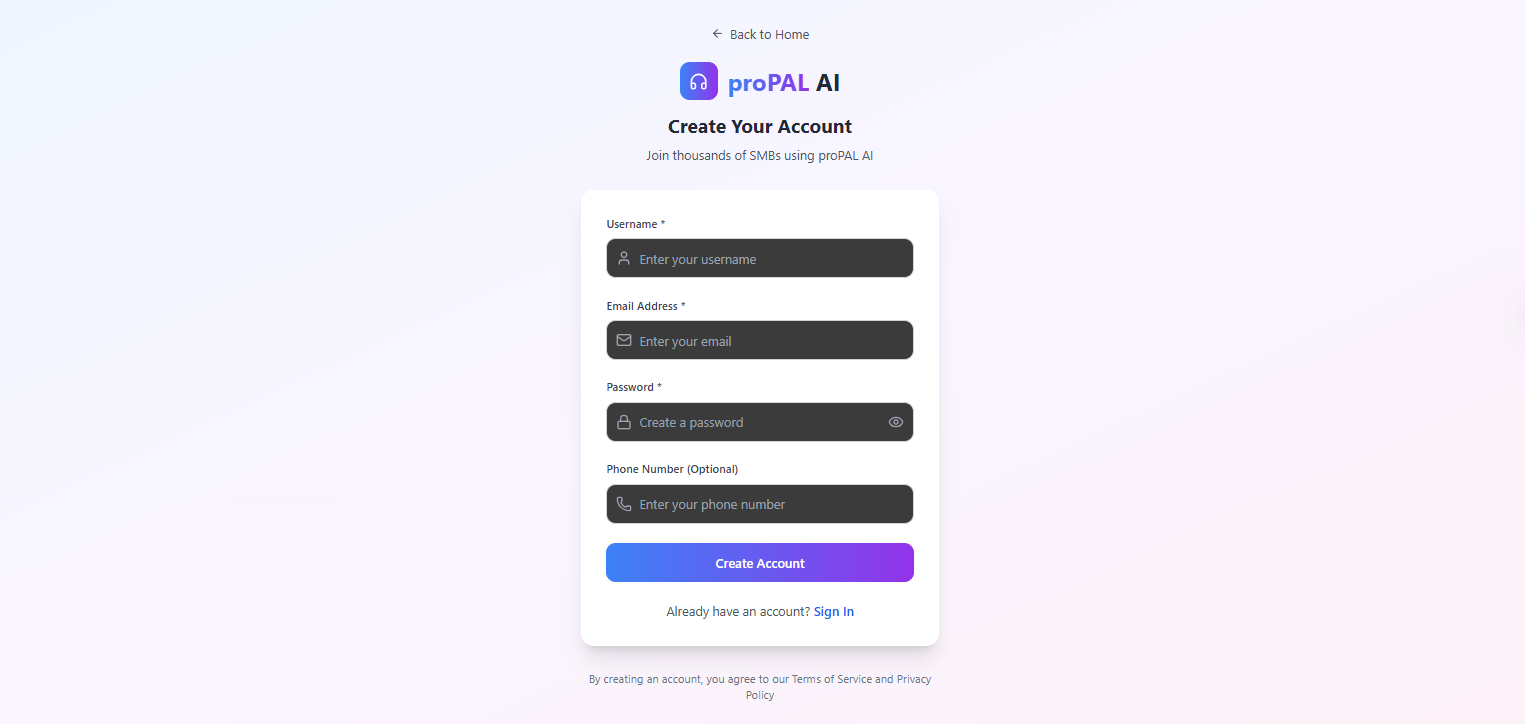 Back to Home
proPAL AI
Create Your Account
Join thousands of SMBs using proPAL AI
Username *
Enter your username
Email Address *
Enter your email
Password *
Create a password
Phone Number (Optional)
Enter your phone number
Create Account
Already have an account? Sign In
By creating an account, you agree to our Terms of Service and Privacy
Policy